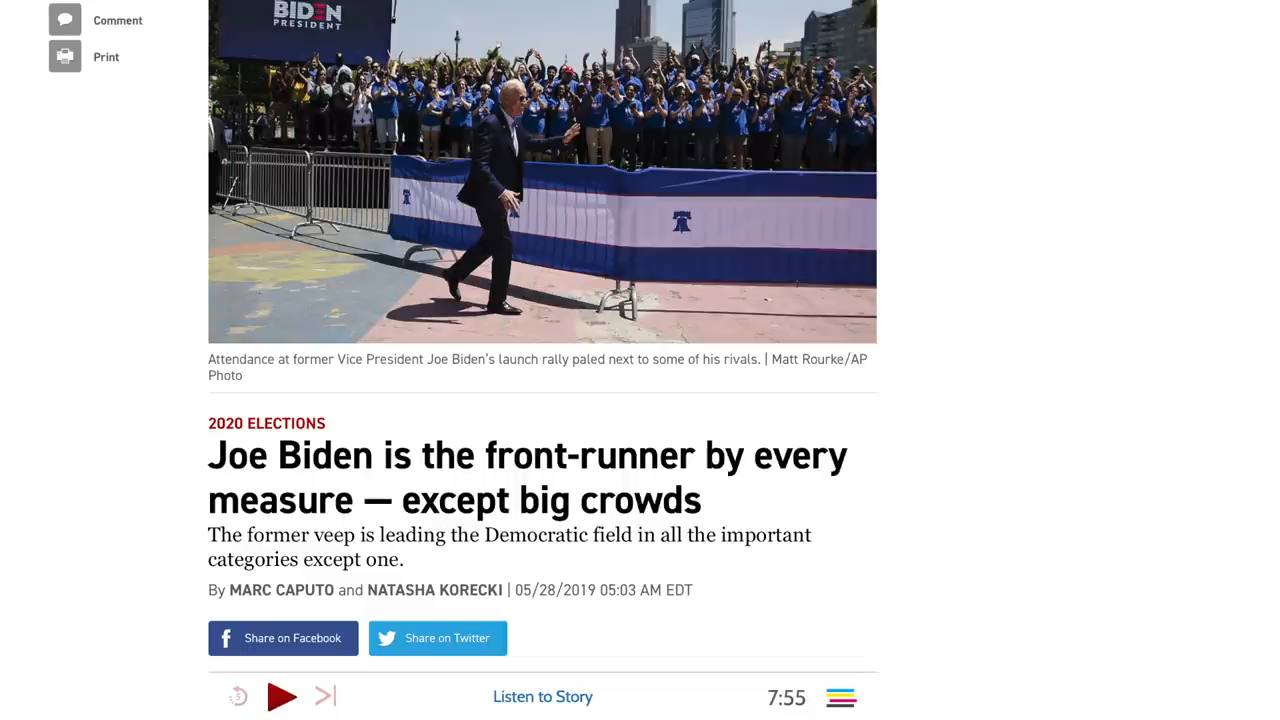 Comment
BIDEN
PRESIDENT
Print
Attendance at former Vice President Joe Biden's launch rally paled next to some of his rivals. | Matt Rourke/AP
Photo
2020 ELECTIONS
Joe Biden is the front-runner by every
measure — except big crowds
The former veep is leading the Democratic field in all the important
categories except one.
By MARC CAPUTO and NATASHA KORECKI | 05/28/2019 05:03 AM EDT
f Share on Facebook Share on Twitter
5 Listen to Story 7:55